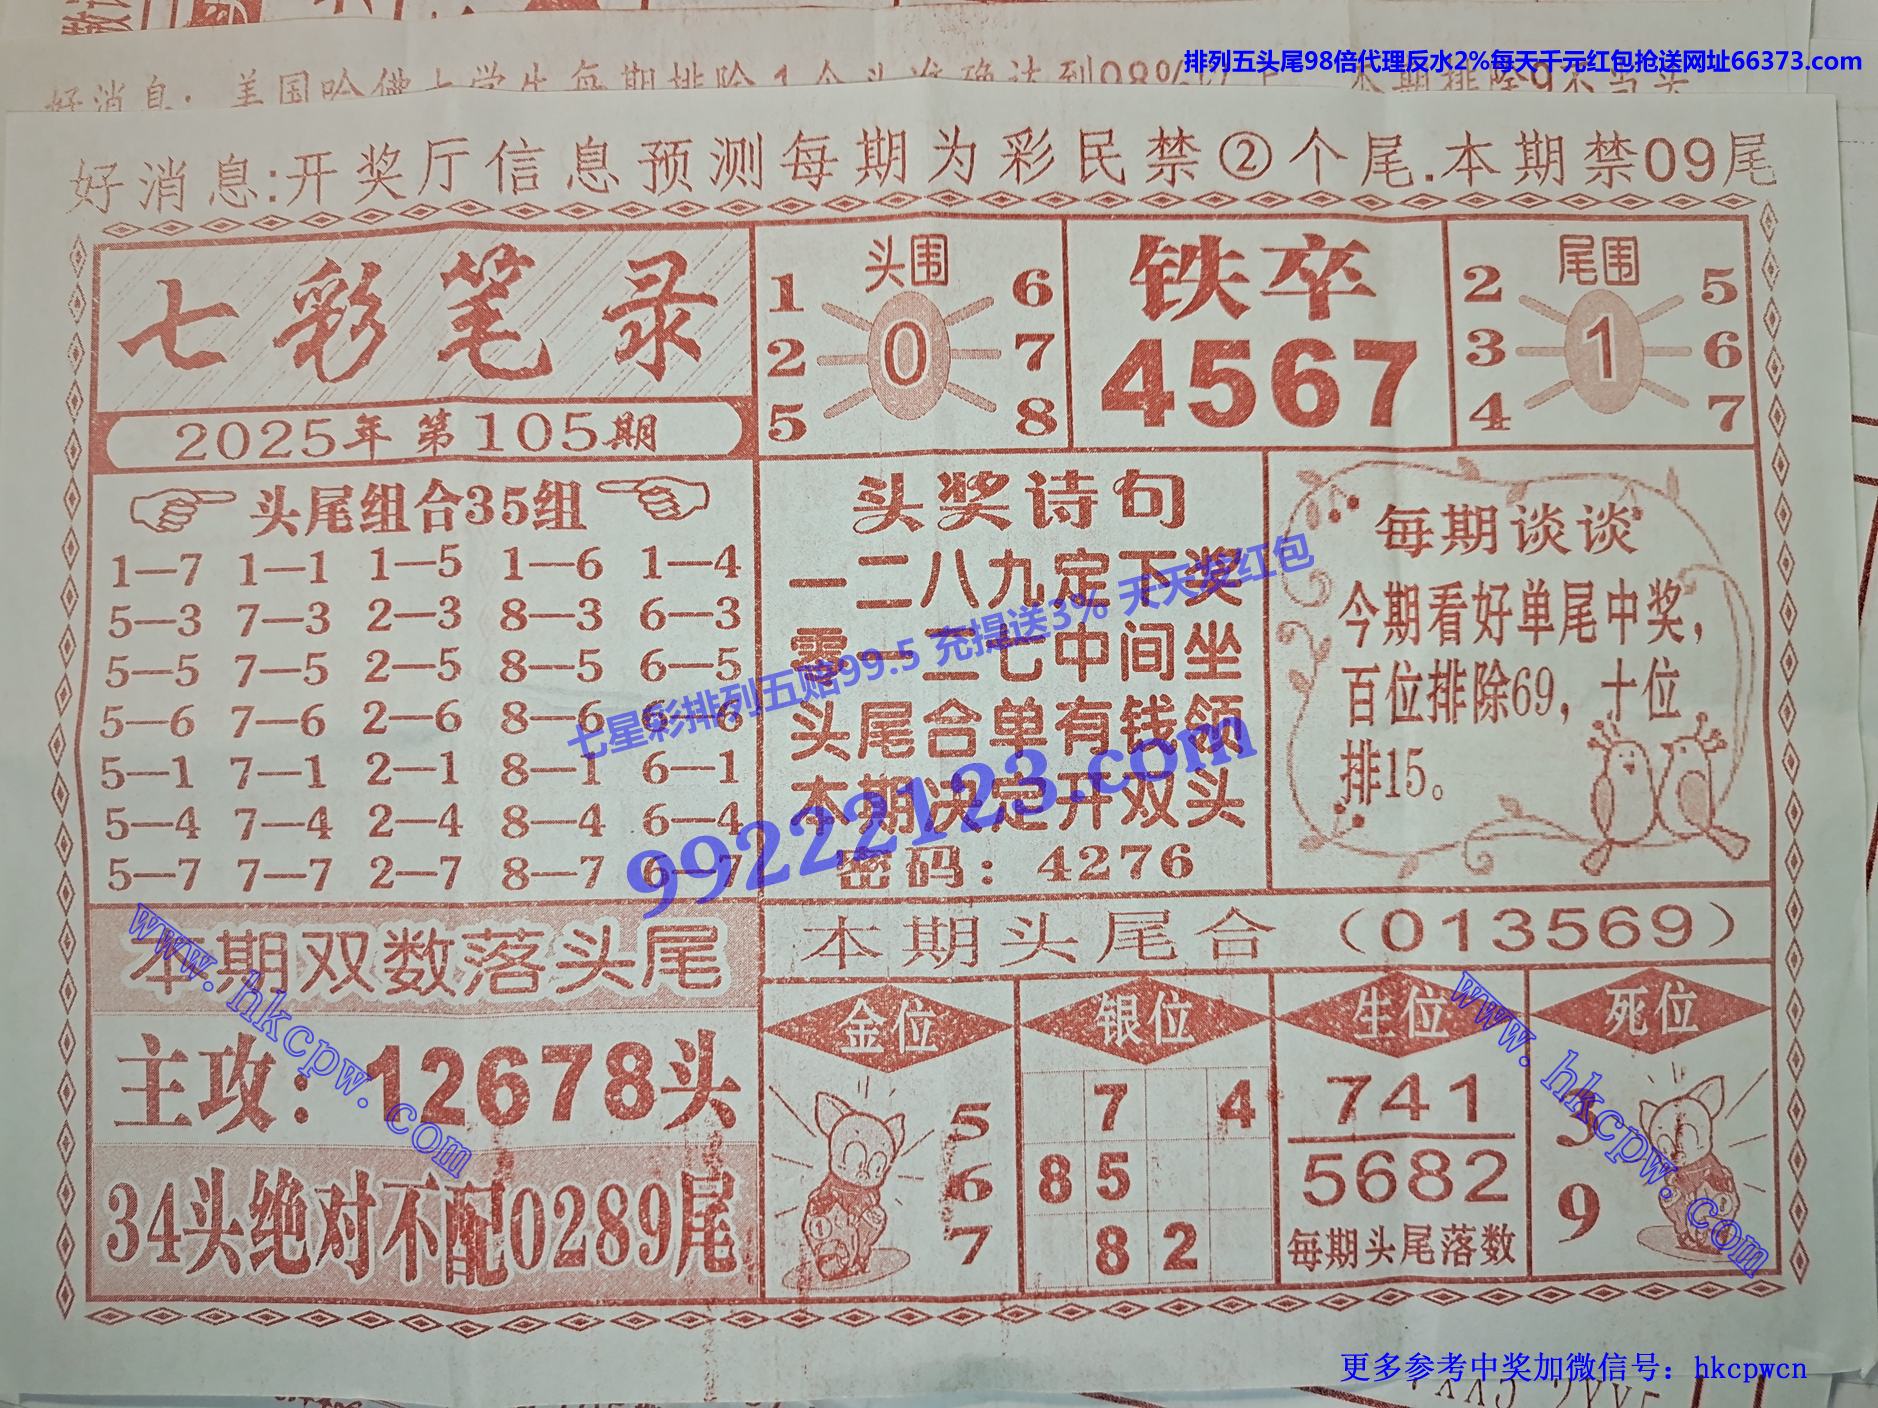 排列五头尾98倍代理反水2%每天千元红包抢送网址66373.com
好消息:开奖厅信息预测每期为彩民禁②个尾.本期禁09尾
七彩笔录
2025年第105期
头围
1 6
2 0 7
5 8
铁卒
4567
尾围
2 5
3 1 6
4 7
头尾组合35组
1—7 1—1 1—5 1—6 1—4
5—3 7—3 2—3 8—3 6—3
5—5 7—5 2—5 8—5 6—5
5—6 7—6 2—6 8—6 6—6
5—1 7—1 2—1 8—1 6—1
5—4 7—4 2—4 8—4 6—4
5—7 7—7 2—7 8—7 6—7
头奖诗句
一二八九定下奖
零一二七中间坐
头尾合单有钱领
本期决定开双头
密码：4276
每期谈谈
今期看好单尾中奖，
百位排除69，十位
排15。
七星彩排列五赔99.5 充提送3% 天天发红包
99222123.com
本期双数落头尾
主攻：12678头
34头绝对不配0289尾
本期头尾合（013569）
金位
5
6
7
银位
7 4
8 5
8 2
生位
741
5682
每期头尾落数
死位
3
9
www.hkcpw.com
www.hkcpw.com
更多参考中奖加微信号：hkcpwcn